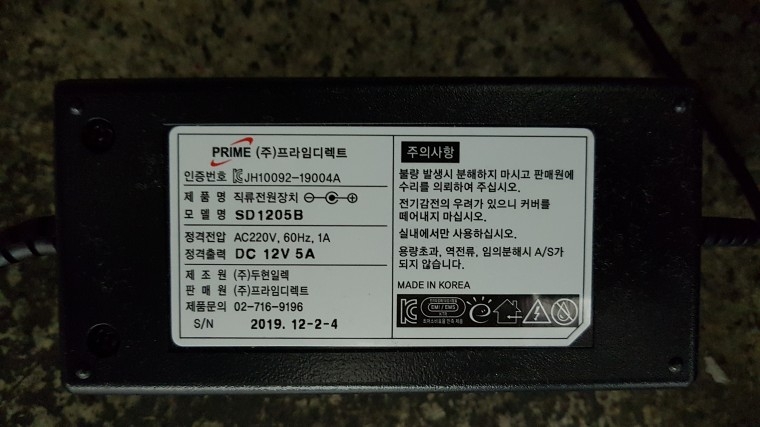 PRIME (주)프라임디렉트
인증번호 JH10092-19004A
제 품 명 직류전원장치
모 델 명 SD1205B
정격전압 AC220V, 60Hz, 1A
정격출력 DC 12V 5A
제 조 원 (주)두현일렉
판 매 원 (주)프라임디렉트
제품문의 02-716-9196
S/N 2019. 12-2-4
주의사항
불량 발생시 분해하지 마시고 판매원에
수리를 의뢰하여 주십시오.
전기감전의 우려가 있으니 커버를
떼어내지 마십시오.
실내에서만 사용하십시오.
용량초과, 역전류, 임의분해시 A/S가
되지 않습니다.
MADE IN KOREA
EMI / EMS